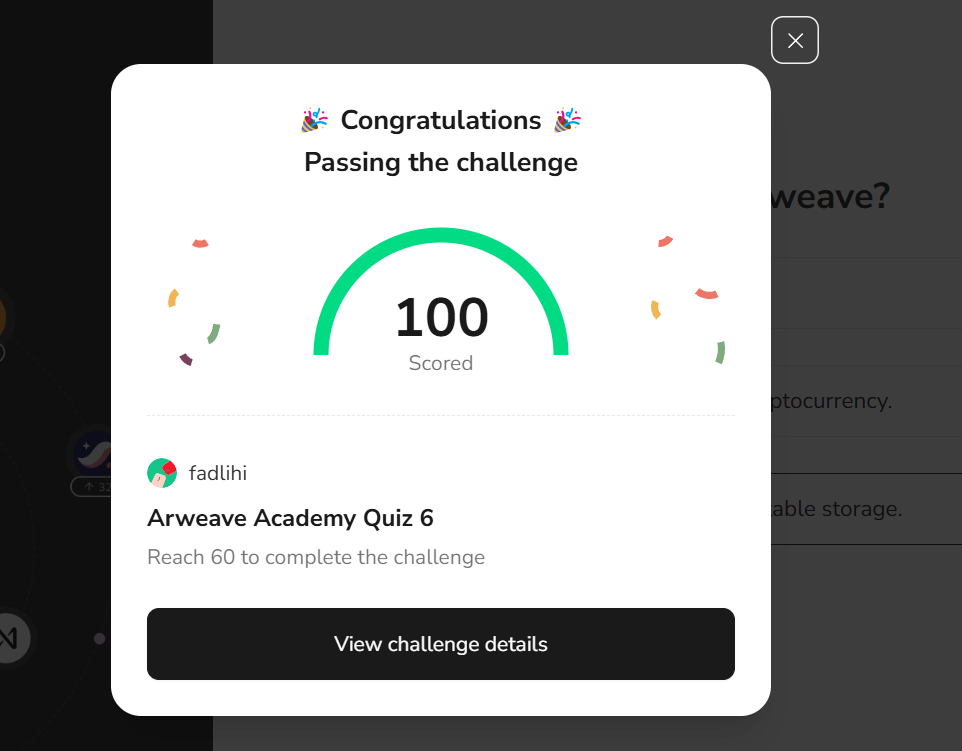 Congratulations
Passing the challenge
weave?
100
Scored
ptocurrency.
fadlihi
32
Arweave Academy Quiz 6
table storage.
Reach 60 to complete the challenge
View challenge details